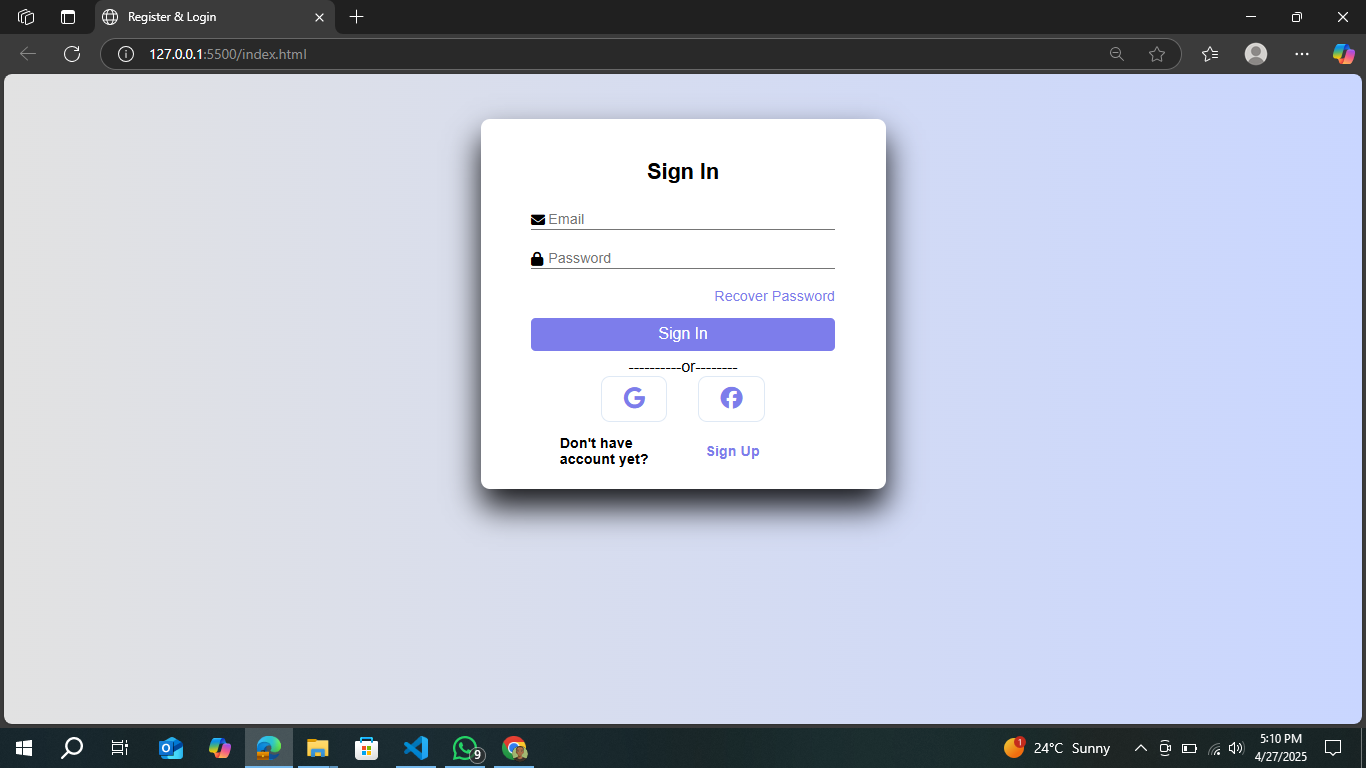 Register & Login
127.0.0.1:5500/index.html
Sign In
Email
Password
Recover Password
Sign In
----------or--------
Don't have
account yet?
Sign Up
9
1
24°C Sunny
5:10 PM
4/27/2025